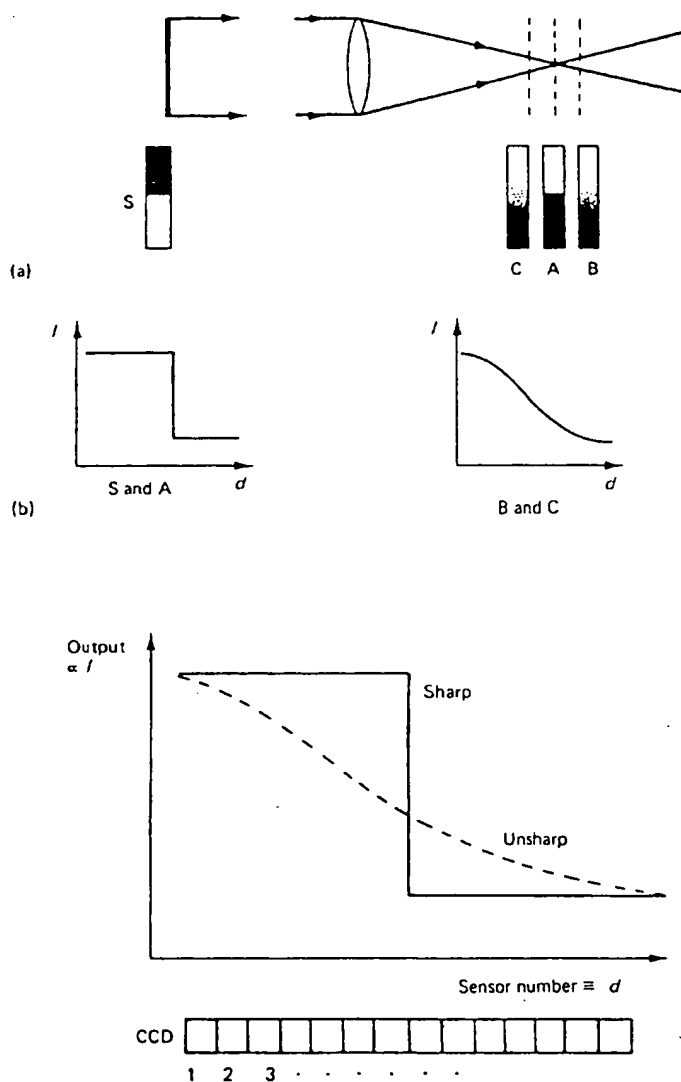 S
C A B
(a)
I I
d d
S and A
B and C
(b)
Output
∝ I
Sharp
Unsharp
Sensor number ≡ d
CCD
1 2 3 · · · · · ·